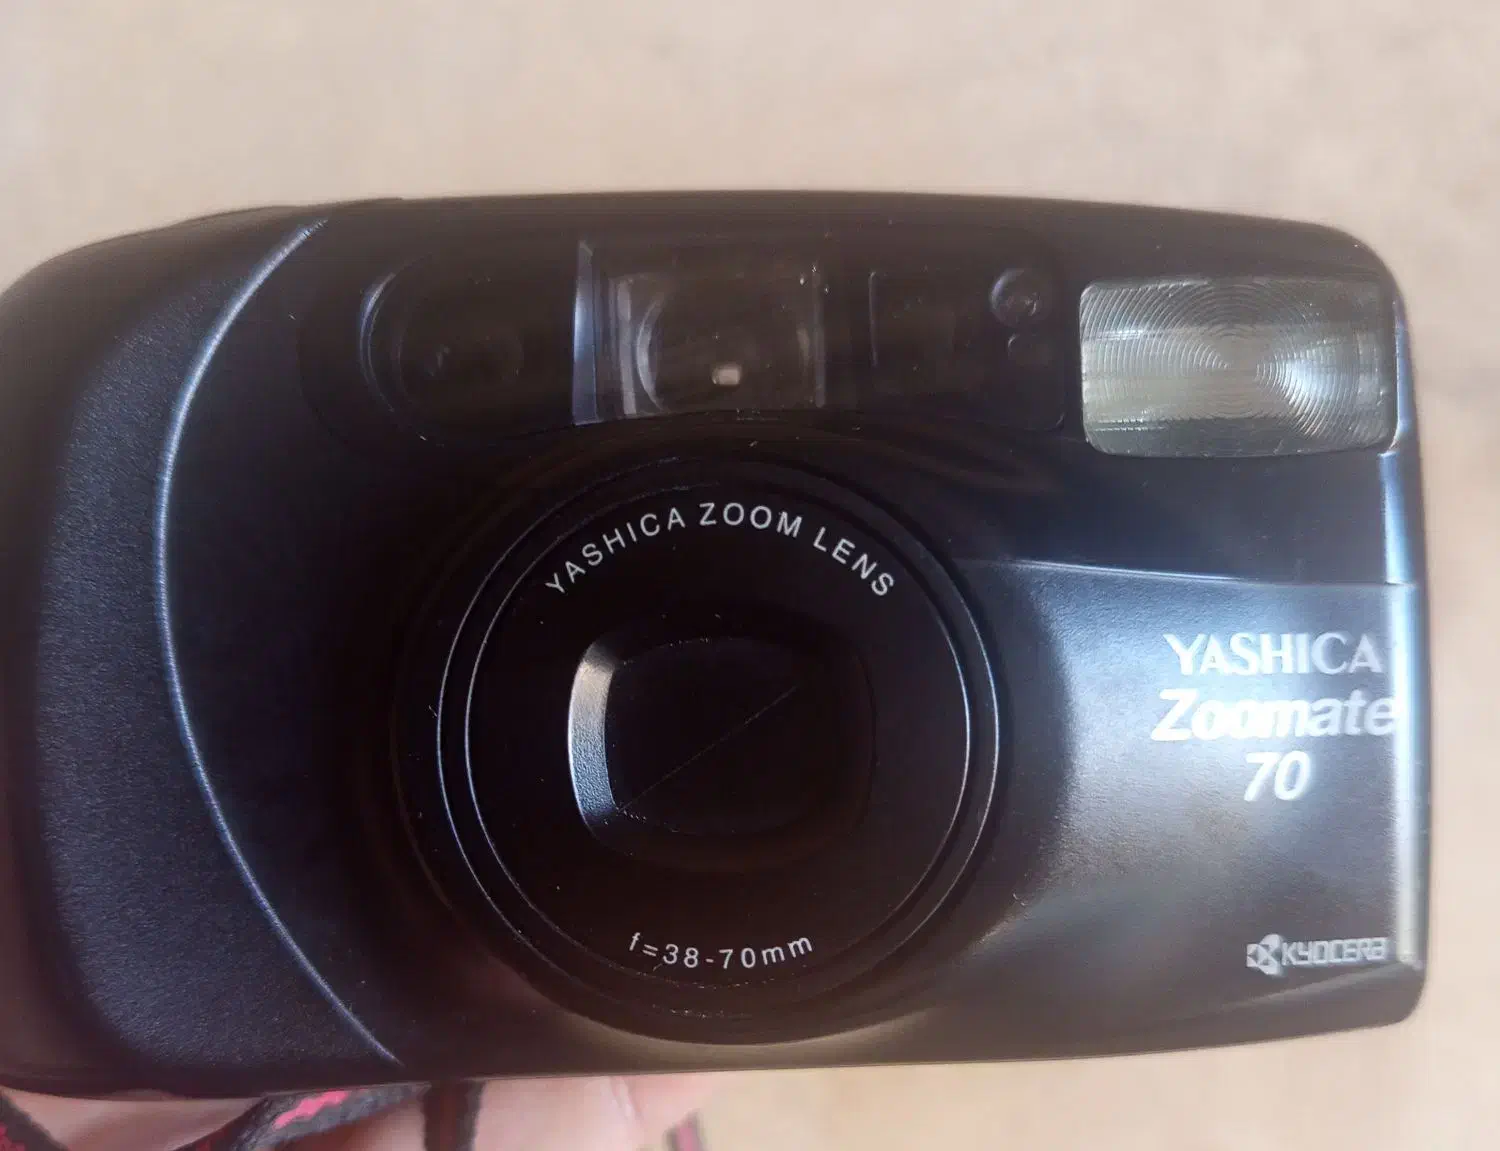 YASHICA ZOOM LENS
YASHICA
Zoomate
70
f=38-70mm
KYOCERA